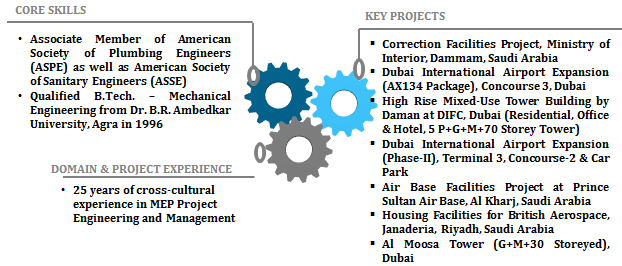 CORE SKILLS
• Associate Member of American
Society of Plumbing Engineers
(ASPE) as well as American Society
of Sanitary Engineers (ASSE)
• Qualified B.Tech. – Mechanical
Engineering from Dr. B.R. Ambedkar
University, Agra in 1996
DOMAIN & PROJECT EXPERIENCE
• 25 years of cross-cultural
experience in MEP Project
Engineering and Management
KEY PROJECTS
▪ Correction Facilities Project, Ministry of
Interior, Dammam, Saudi Arabia
▪ Dubai International Airport Expansion
(AX134 Package), Concourse 3, Dubai
▪ High Rise Mixed-Use Tower Building by
Daman at DIFC, Dubai (Residential, Office
& Hotel, 5 P+G+M+70 Storey Tower)
▪ Dubai International Airport Expansion
(Phase-II), Terminal 3, Concourse-2 & Car
Park
▪ Air Base Facilities Project at Prince
Sultan Air Base, Al Kharj, Saudi Arabia
▪ Housing Facilities for British Aerospace,
Janaderia, Riyadh, Saudi Arabia
▪ Al Moosa Tower (G+M+30 Storeyed),
Dubai